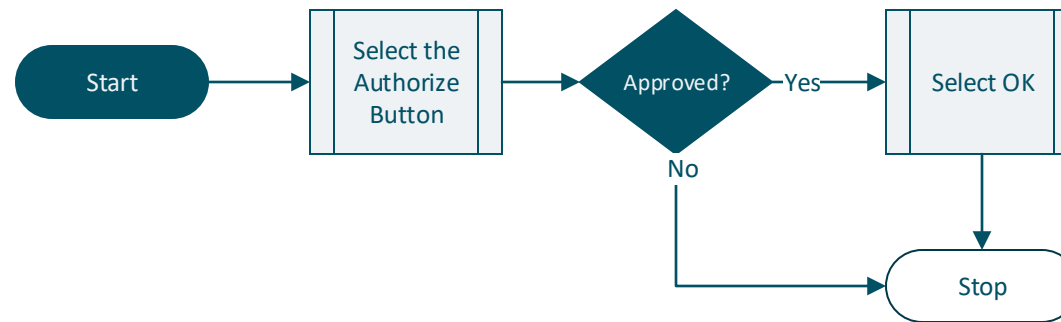 Start
Select the
Authorize
Button
Approved?
Yes
Select OK
No
Stop